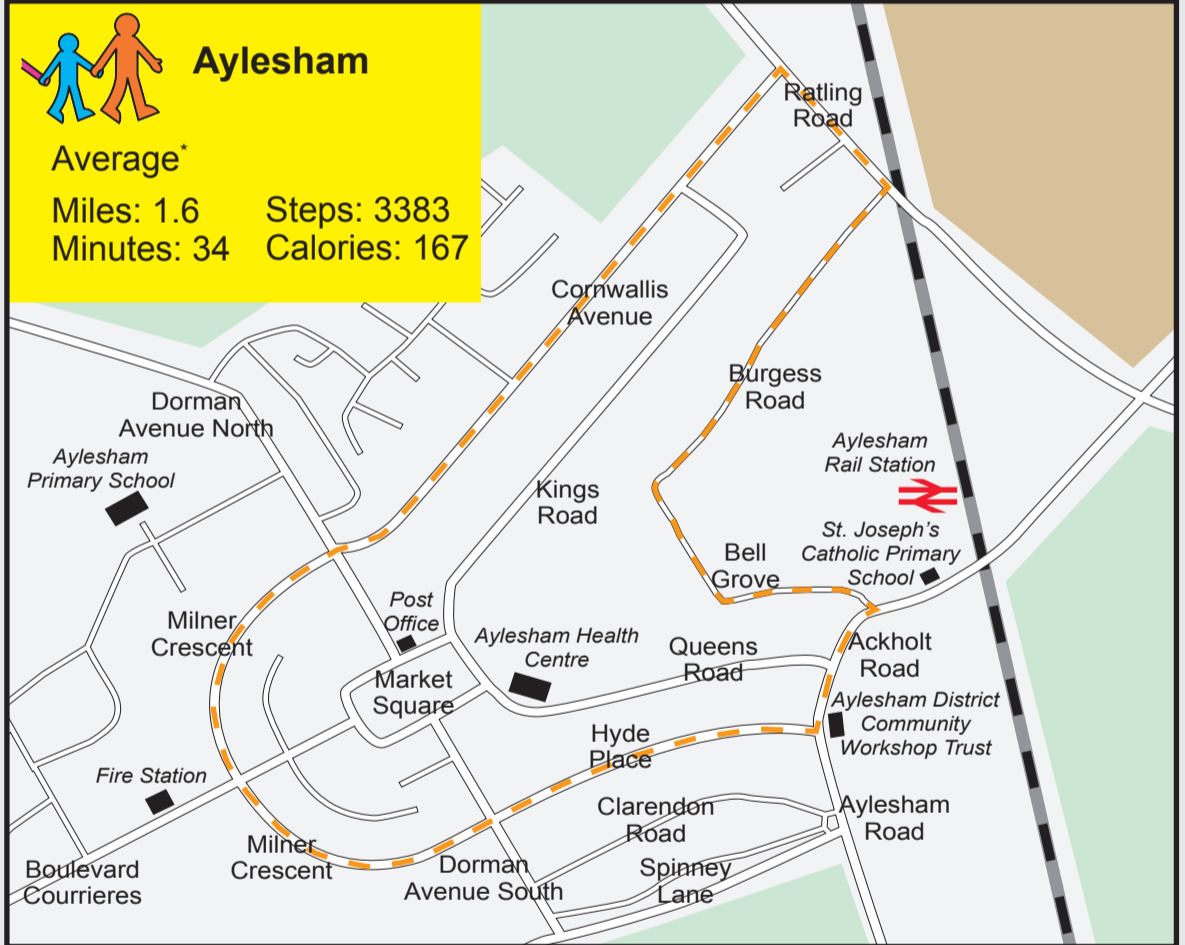 Aylesham
Average*
Miles: 1.6 Steps: 3383
Minutes: 34 Calories: 167
Ratling
Road
Cornwallis
Avenue
Burgess
Road
Dorman
Avenue North
Aylesham
Primary School
Aylesham
Rail Station
Kings
Road
St. Joseph's
Catholic Primary
School
Bell
Grove
Post
Office
Milner
Crescent
Aylesham Health
Centre
Queens
Road
Ackholt
Road
Market
Square
Aylesham District
Community
Workshop Trust
Hyde
Place
Fire Station
Clarendon
Road
Aylesham
Road
Milner
Crescent
Dorman
Avenue South
Spinney
Lane
Boulevard
Courrieres